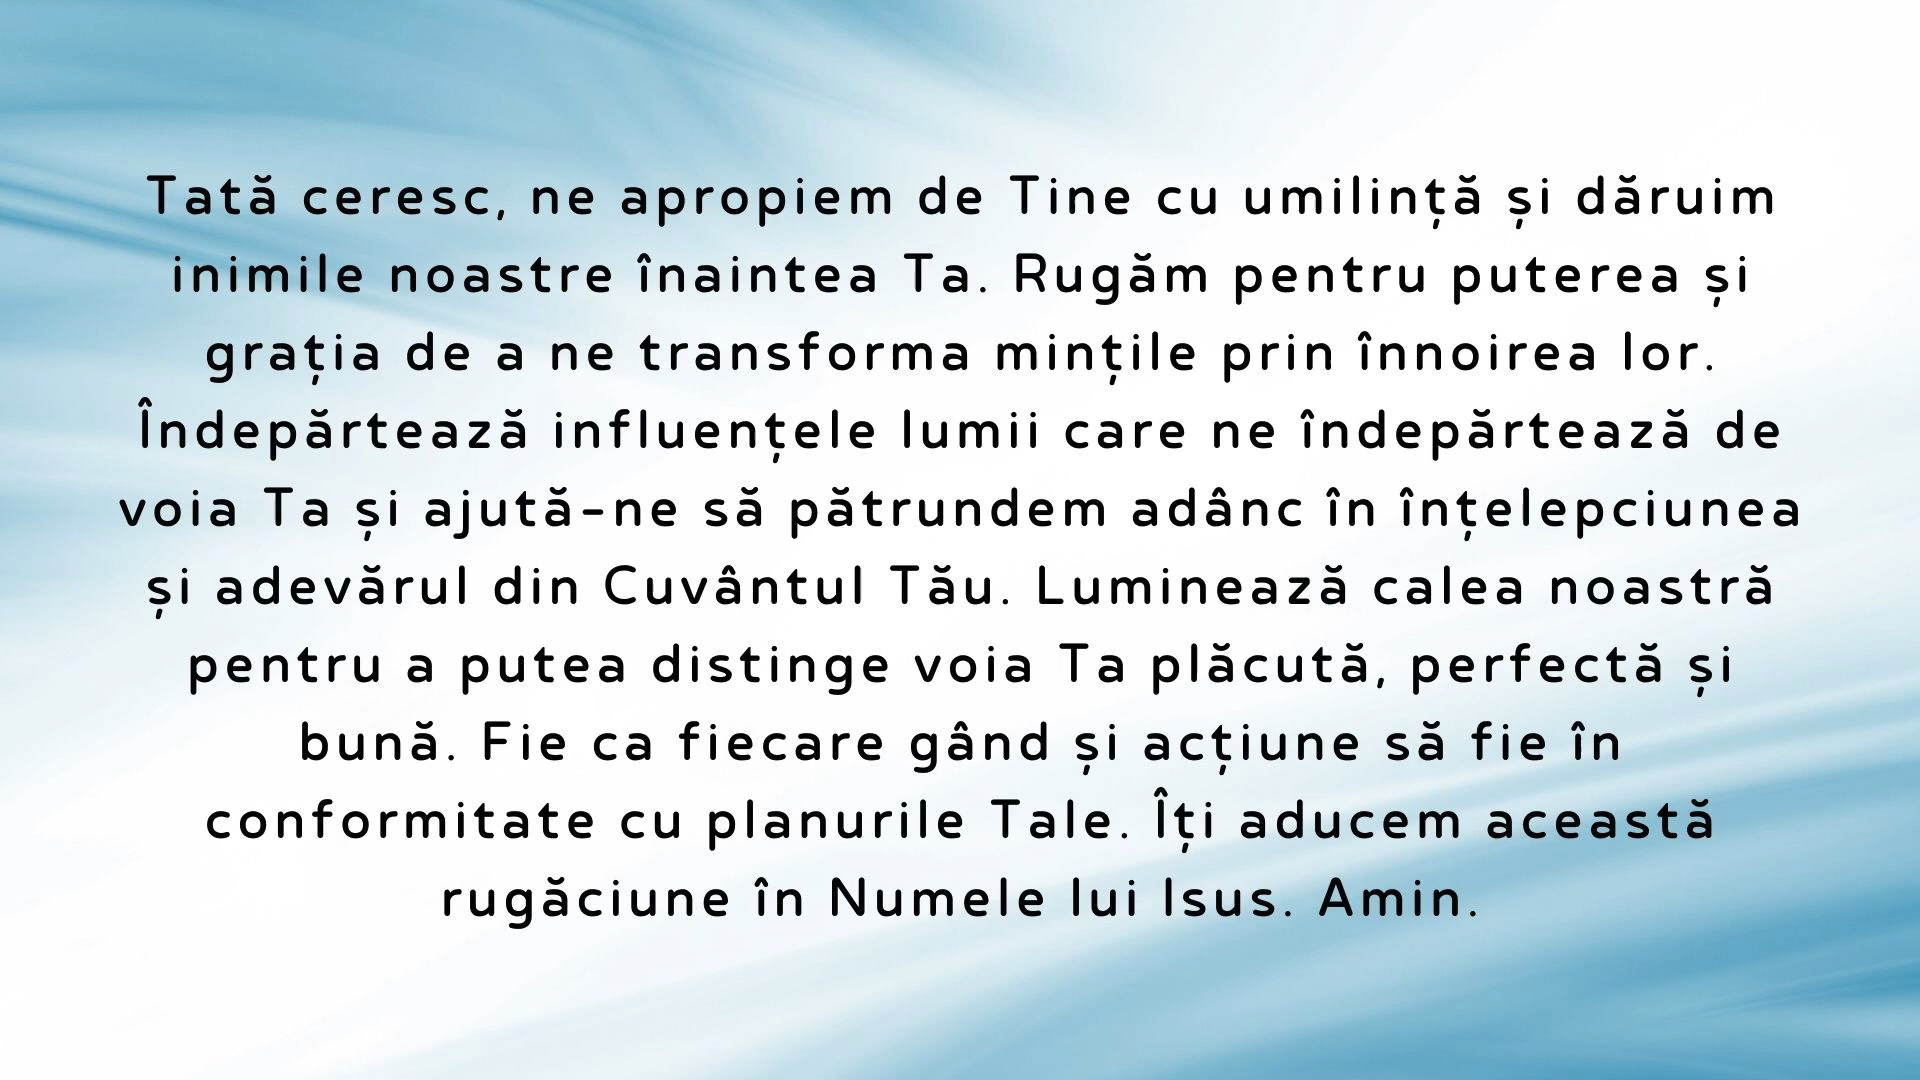 Tată ceresc, ne apropiem de Tine cu umilință și dăruim
inimile noastre înaintea Ta. Rugăm pentru puterea și
grația de a ne transforma mințile prin înnoirea lor.
Îndepărtează influențele lumii care ne îndepărtează de
voia Ta și ajută-ne să pătrundem adânc în înțelepciunea
și adevărul din Cuvântul Tău. Luminează calea noastră
pentru a putea distinge voia Ta plăcută, perfectă și
bună. Fie ca fiecare gând și acțiune să fie în
conformitate cu planurile Tale. Îți aducem această
rugăciune în Numele lui Isus. Amin.